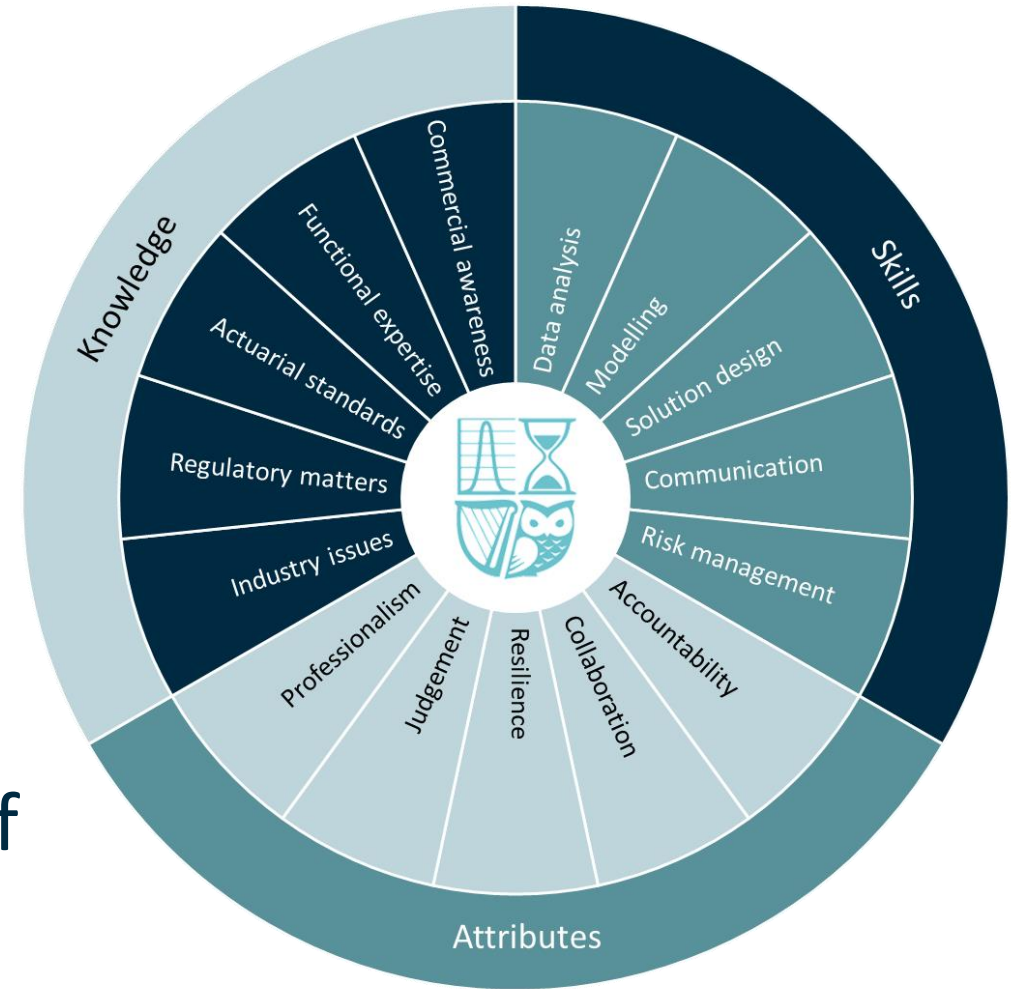 Knowledge
Skills
Attributes
Commercial awareness
Functional expertise
Actuarial standards
Regulatory matters
Industry issues
Data analysis
Modelling
Solution design
Communication
Risk management
Accountability
Collaboration
Resilience
Judgement
Professionalism
f